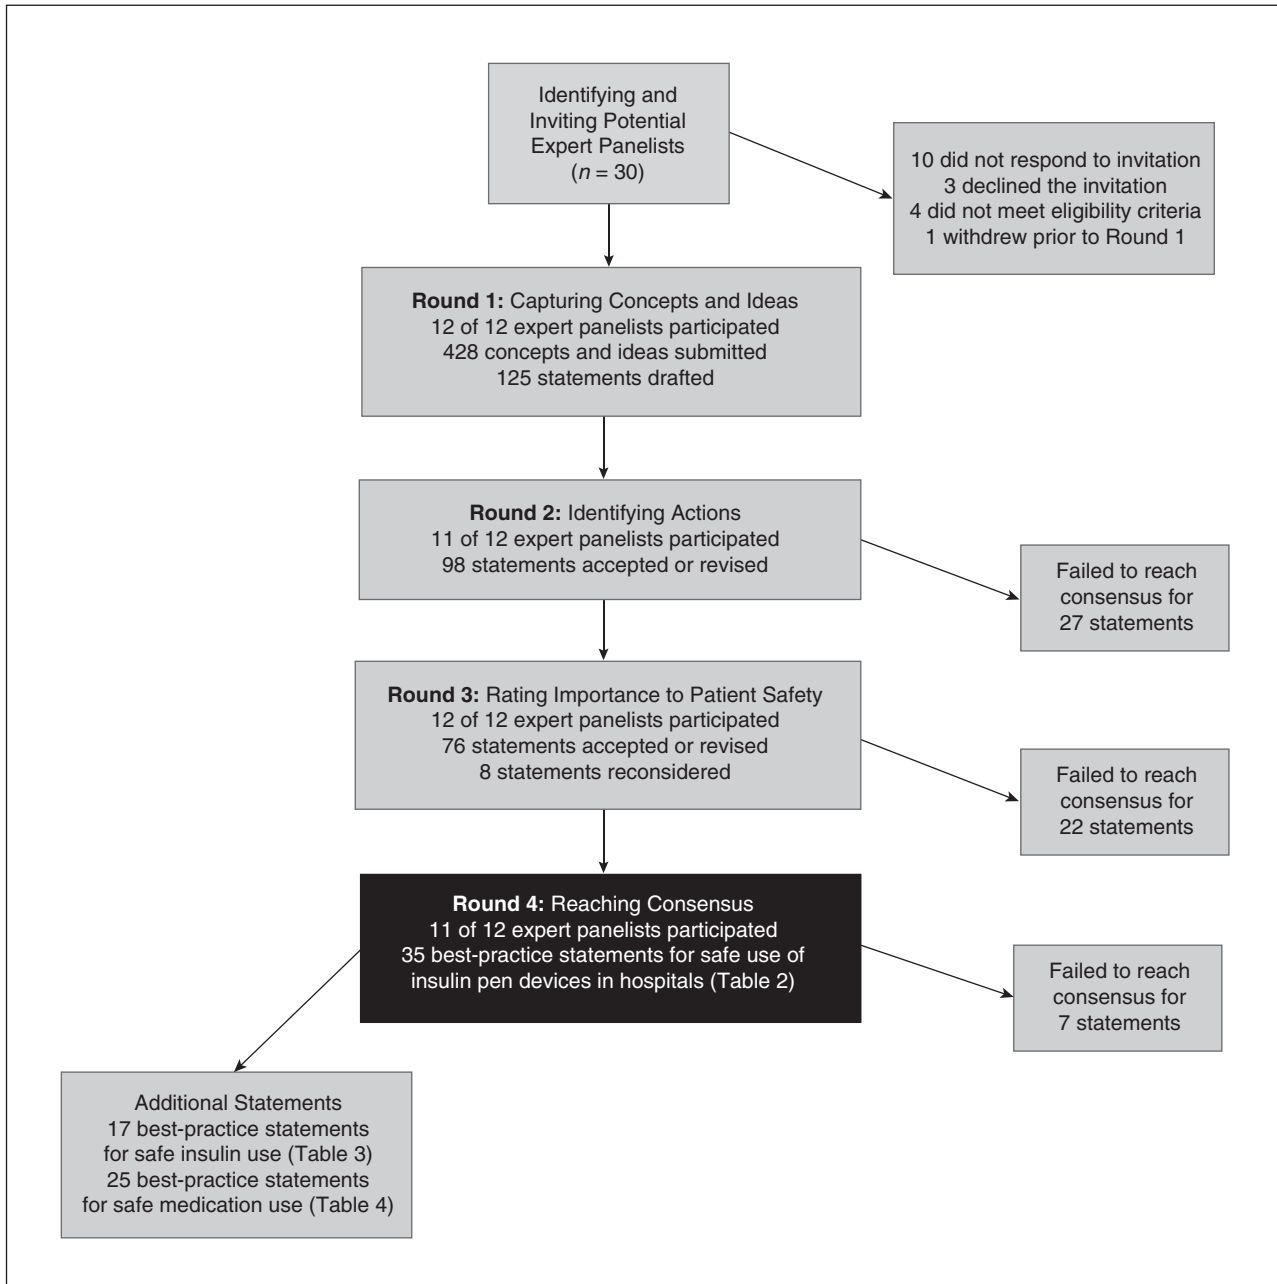 Identifying and
Inviting Potential
Expert Panelists
(n = 30)
10 did not respond to invitation
3 declined the invitation
4 did not meet eligibility criteria
1 withdrew prior to Round 1
Round 1: Capturing Concepts and Ideas
12 of 12 expert panelists participated
428 concepts and ideas submitted
125 statements drafted
Round 2: Identifying Actions
11 of 12 expert panelists participated
98 statements accepted or revised
Failed to reach
consensus for
27 statements
Round 3: Rating Importance to Patient Safety
12 of 12 expert panelists participated
76 statements accepted or revised
8 statements reconsidered
Failed to reach
consensus for
22 statements
Round 4: Reaching Consensus
11 of 12 expert panelists participated
35 best-practice statements for safe use of
insulin pen devices in hospitals (Table 2)
Failed to reach
consensus for
7 statements
Additional Statements
17 best-practice statements
for safe insulin use (Table 3)
25 best-practice statements
for safe medication use (Table 4)